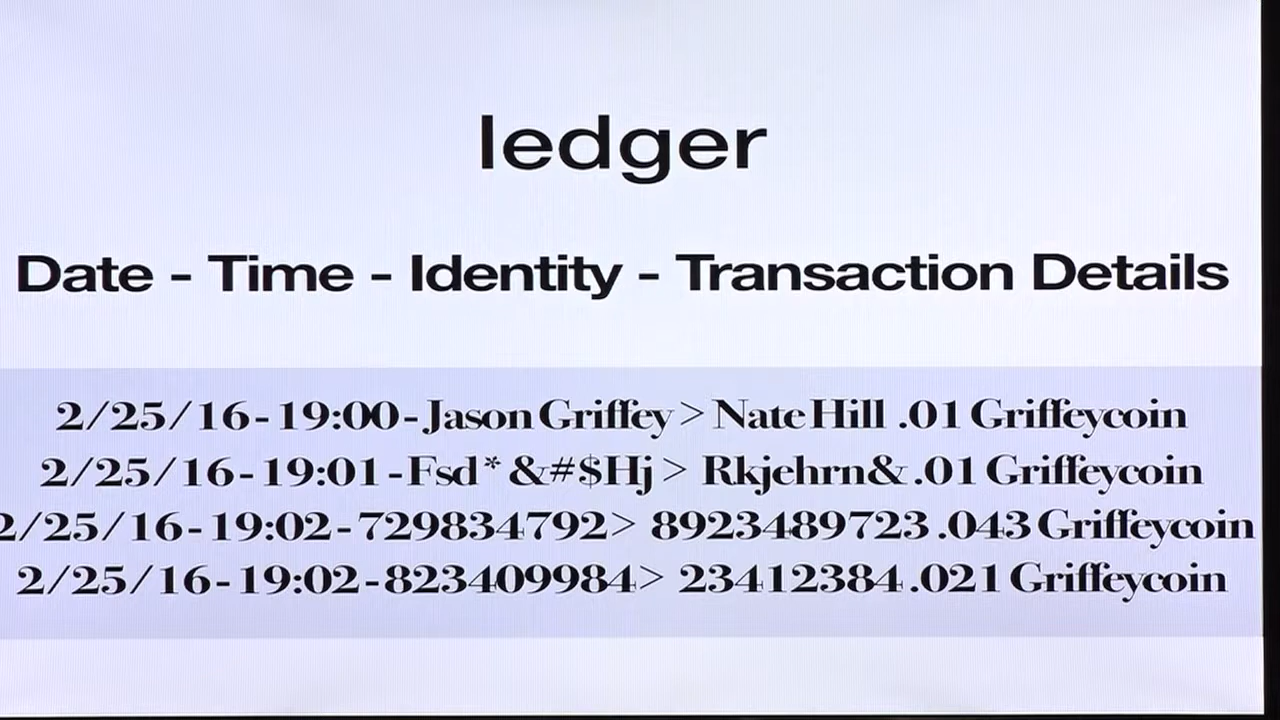 ledger
Date - Time - Identity - Transaction Details
2/25/16 - 19:00 - Jason Griffey > Nate Hill .01 Griffeycoin
2/25/16 - 19:01 - Fsd*&#$Hj > Rkjehrn& .01 Griffeycoin
2/25/16 - 19:02 - 729834792 > 8923489723 .043 Griffeycoin
2/25/16 - 19:02 - 823409984 > 23412384 .021 Griffeycoin